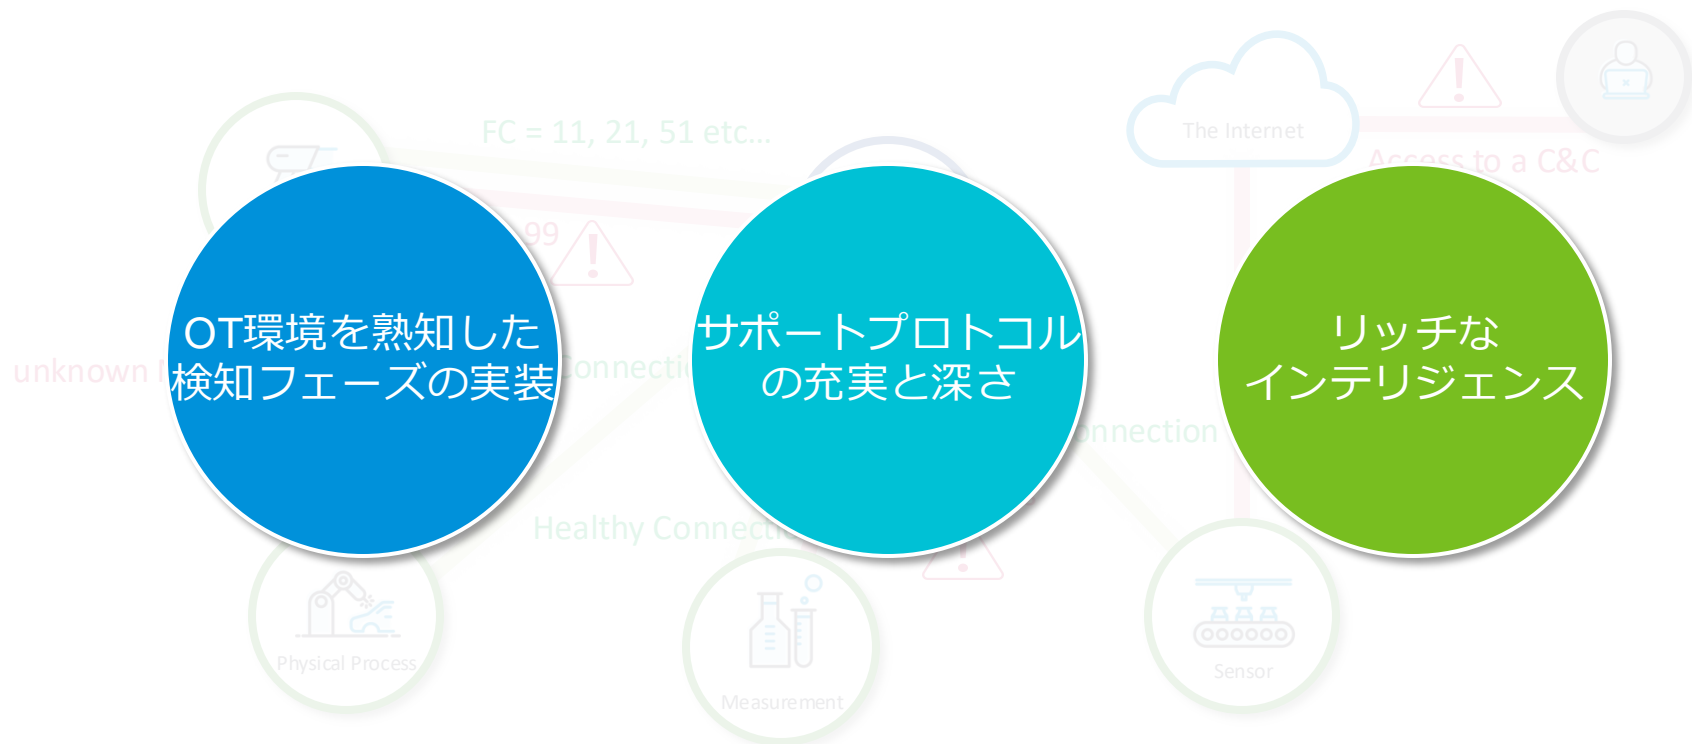 FC = 11, 21, 51 etc...
The Internet
Access to a C&C
99
OT環境を熟知した
検知フェーズの実装
サポートプロトコル
の充実と深さ
リッチな
インテリジェンス
unknown
Healthy
Physical Process
Measurement
Sensor